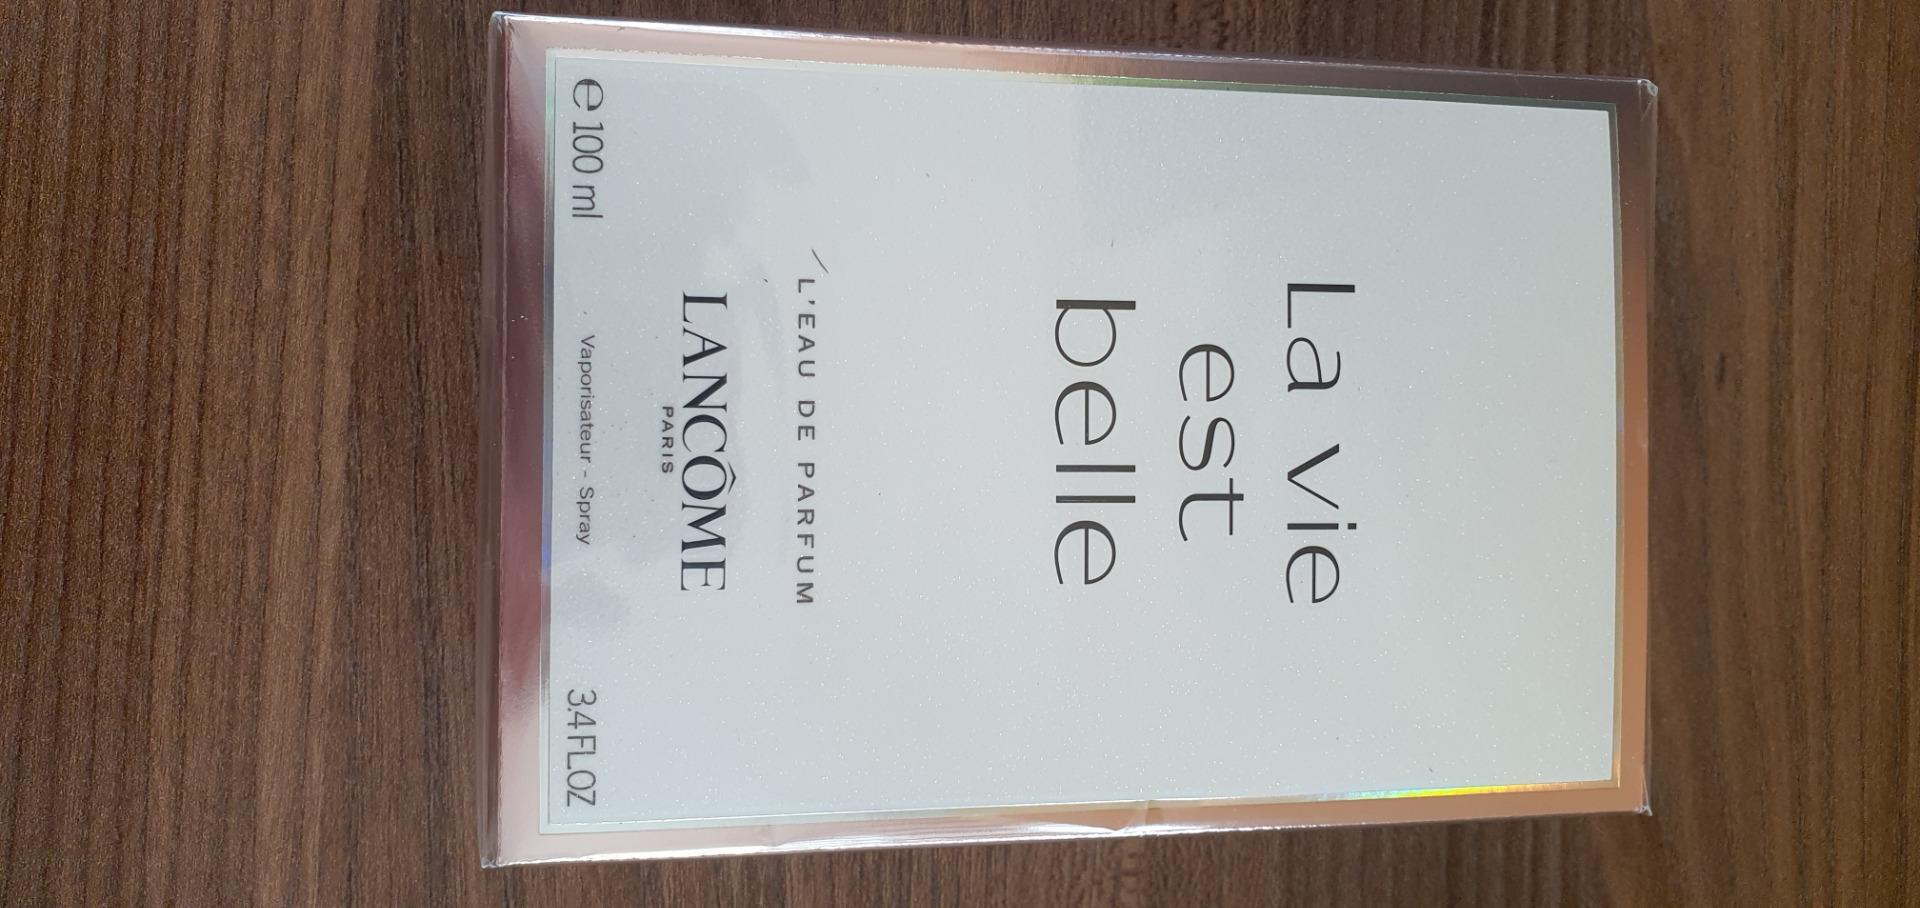 La vie
est
belle
L'EAU DE PARFUM
LANCÔME
PARIS
e 100 ml
Vaporisateur - Spray
3.4 FL.OZ